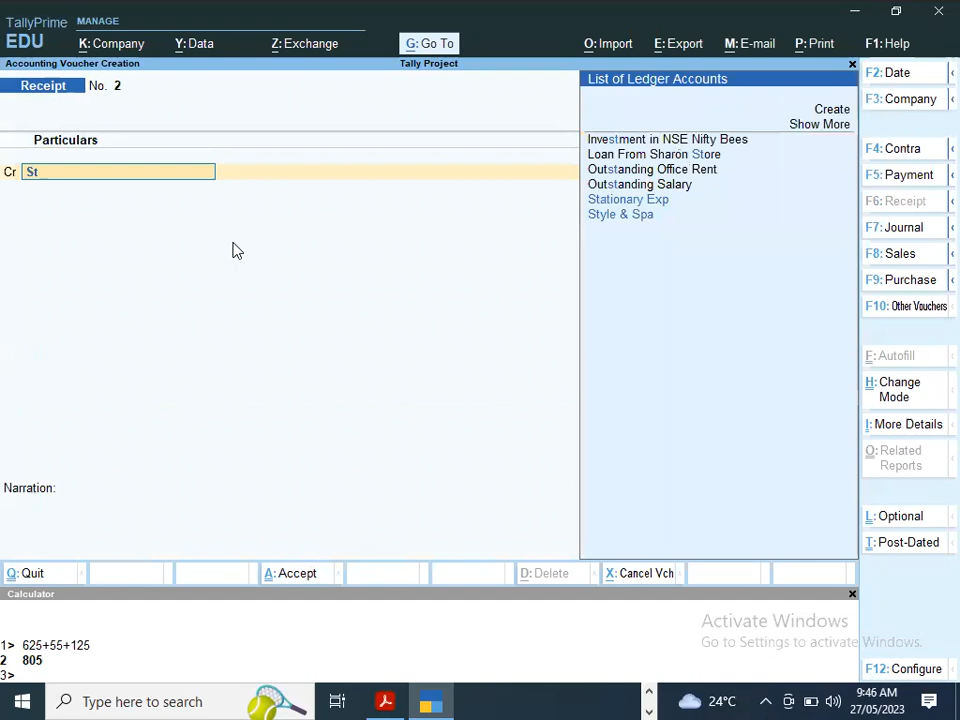 TallyPrime
EDU
MANAGE
K: Company
Y: Data
Z: Exchange
G: Go To
O: Import
E: Export
M: E-mail
P: Print
F1: Help
Accounting Voucher Creation
Tally Project
Receipt No. 2
Particulars
Cr St
List of Ledger Accounts
Create
Show More
Investment in NSE Nifty Bees
Loan From Sharon Store
Outstanding Office Rent
Outstanding Salary
Stationary Exp
Style & Spa
F2: Date
F3: Company
F4: Contra
F5: Payment
F6: Receipt
F7: Journal
F8: Sales
F9: Purchase
F10: Other Vouchers
F: Autofill
H: Change
Mode
I: More Details
O: Related
Reports
L: Optional
T: Post-Dated
F12: Configure
Narration:
Q: Quit
A: Accept
D: Delete
X: Cancel Vch
Calculator
1> 625+55+125
2 805
3>
Activate Windows
Go to Settings to activate Windows.
Type here to search
24°C
9:46 AM
27/05/2023